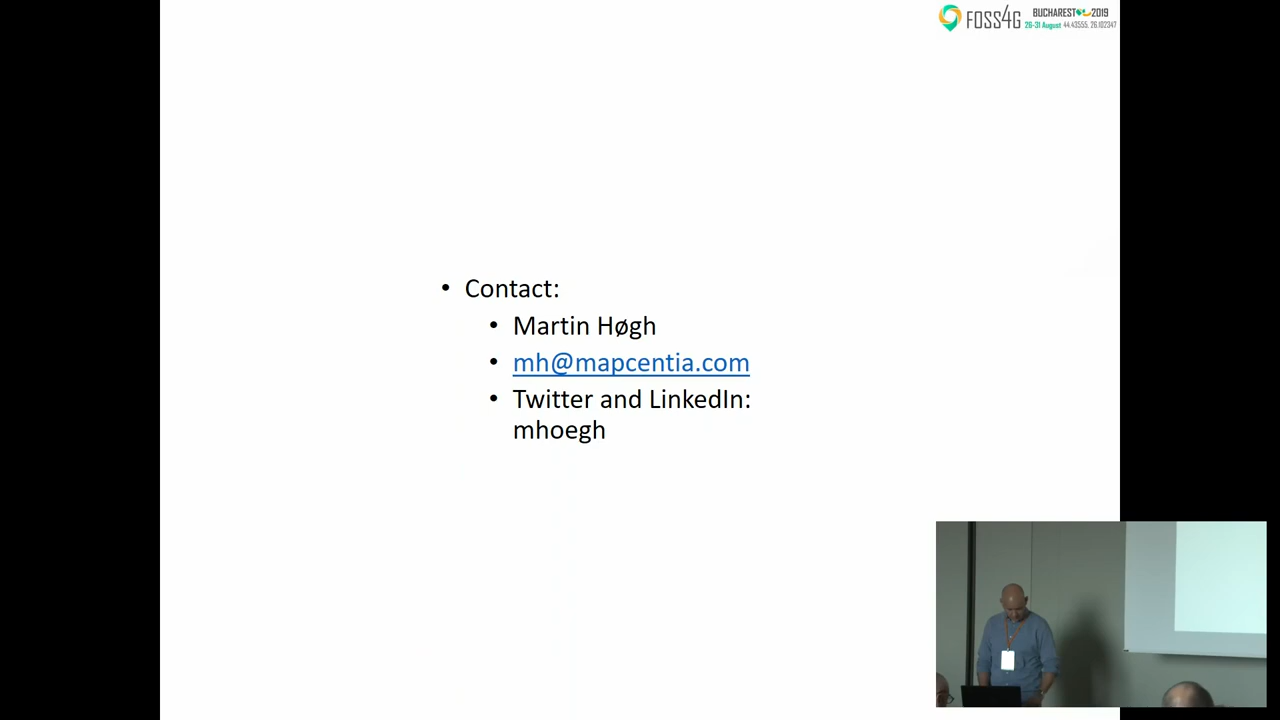 FOSS4G BUCHAREST 2019
26-31 August 44.43555, 26.102347
• Contact:
• Martin Høgh
• mh@mapcentia.com
• Twitter and LinkedIn:
mhoegh